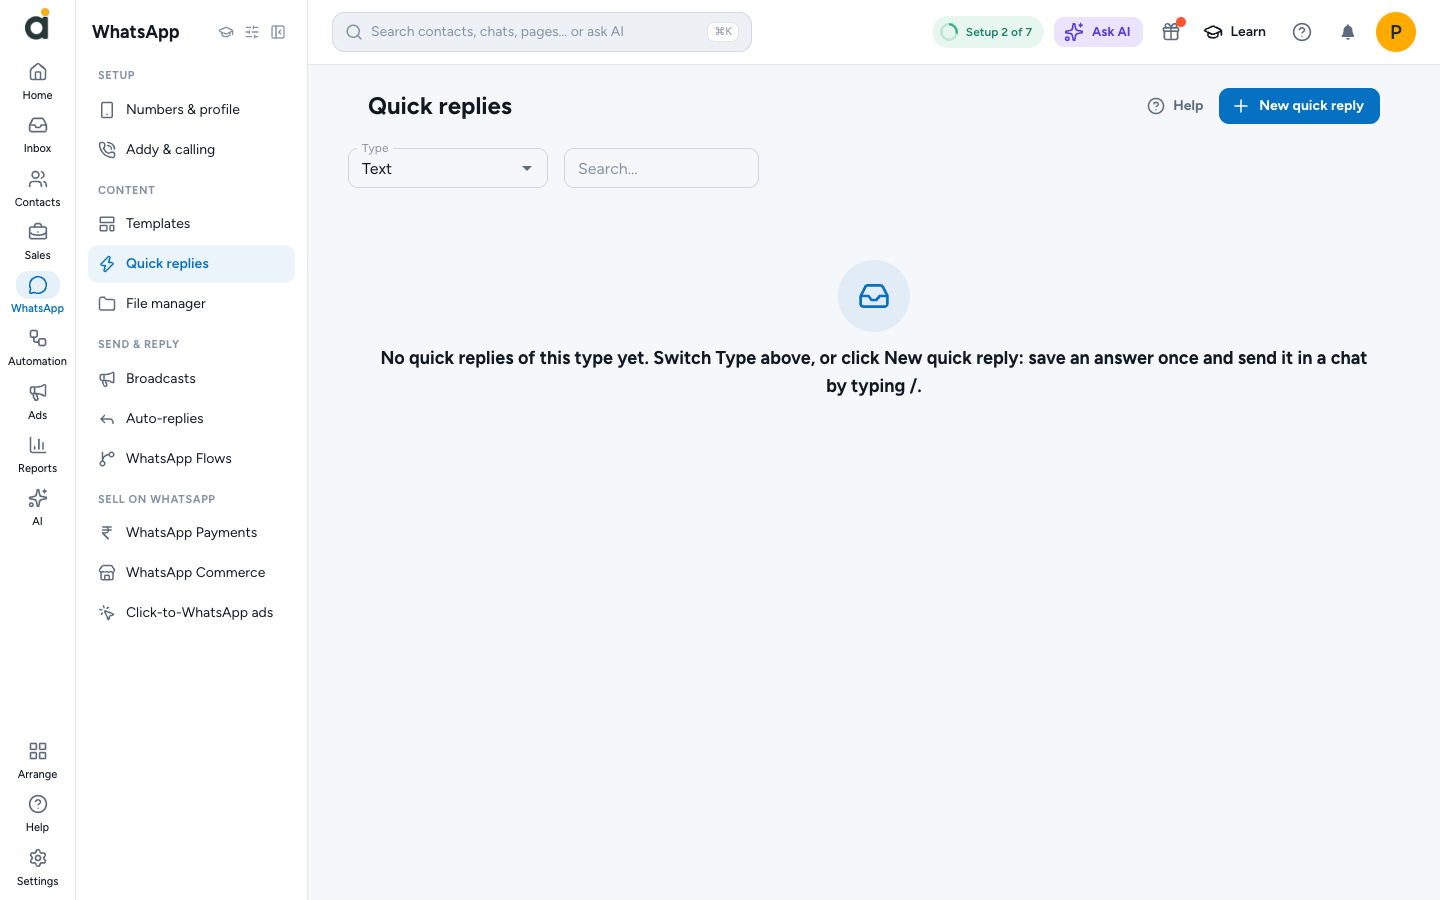 WhatsApp
Search contacts, chats, pages... or ask AI
⌘K
Setup 2 of 7
Ask AI
Learn
P
Home
Inbox
Contacts
Sales
WhatsApp
Automation
Ads
Reports
AI
Arrange
Help
Settings
SETUP
Numbers & profile
Addy & calling
CONTENT
Templates
Quick replies
File manager
SEND & REPLY
Broadcasts
Auto-replies
WhatsApp Flows
SELL ON WHATSAPP
WhatsApp Payments
WhatsApp Commerce
Click-to-WhatsApp ads
Quick replies
Help
New quick reply
Type
Text
Search...
No quick replies of this type yet. Switch Type above, or click New quick reply: save an answer once and send it in a chat
by typing /.